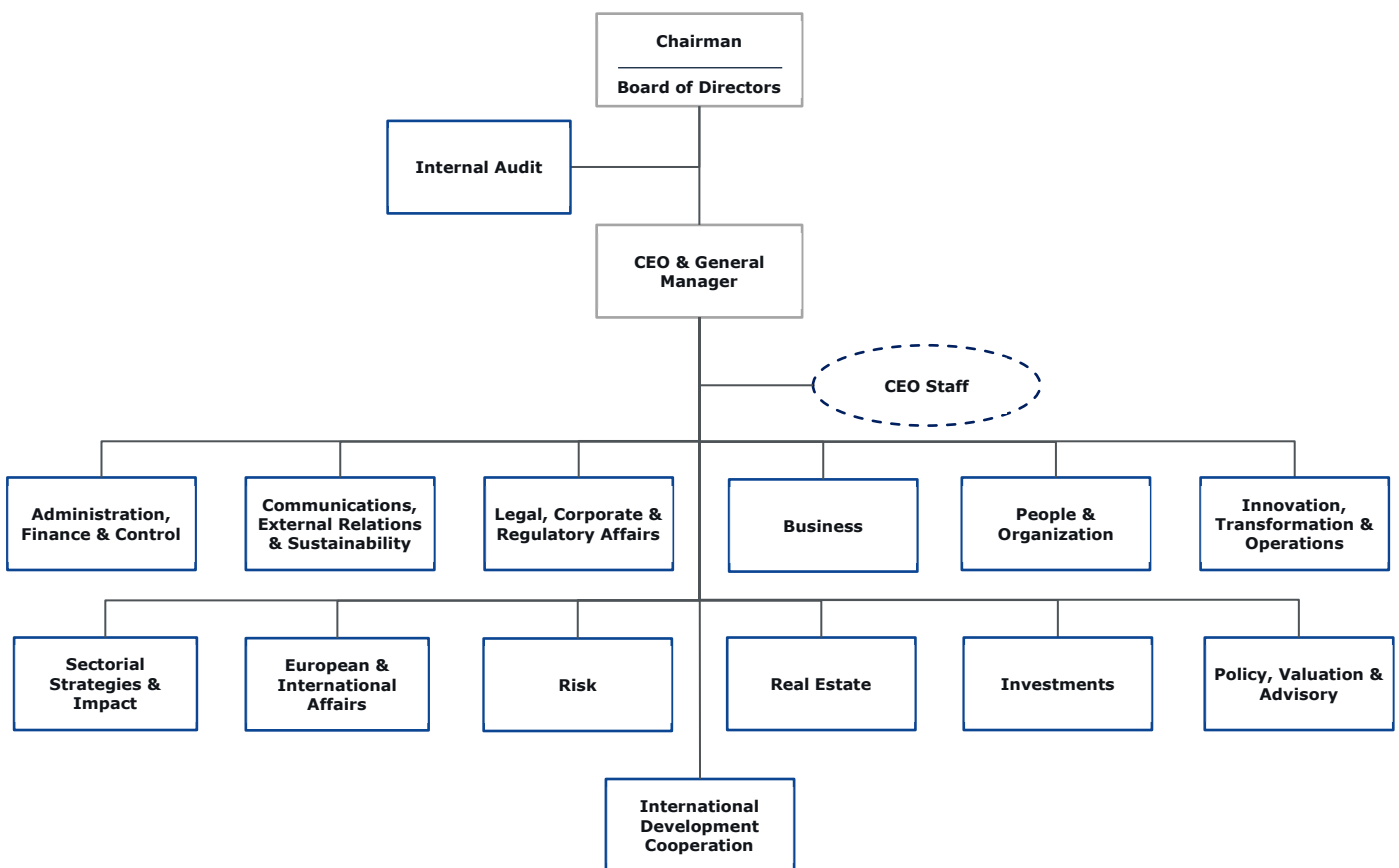 Chairman
Board of Directors
Internal Audit
CEO & General
Manager
CEO Staff
Administration,
Finance & Control
Communications,
External Relations
& Sustainability
Legal, Corporate &
Regulatory Affairs
Business
People &
Organization
Innovation,
Transformation &
Operations
Sectorial
Strategies &
Impact
European &
International
Affairs
Risk
Real Estate
Investments
Policy, Valuation &
Advisory
International
Development
Cooperation